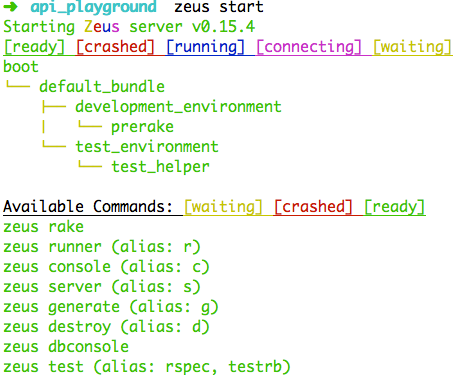 ➜ api_playground zeus start
Starting Zeus server v0.15.4
[ready] [crashed] [running] [connecting] [waiting]
boot
└── default_bundle
    ├── development_environment
    │   └── prerake
    └── test_environment
        └── test_helper

Available Commands: [waiting] [crashed] [ready]
zeus rake
zeus runner (alias: r)
zeus console (alias: c)
zeus server (alias: s)
zeus generate (alias: g)
zeus destroy (alias: d)
zeus dbconsole
zeus test (alias: rspec, testrb)